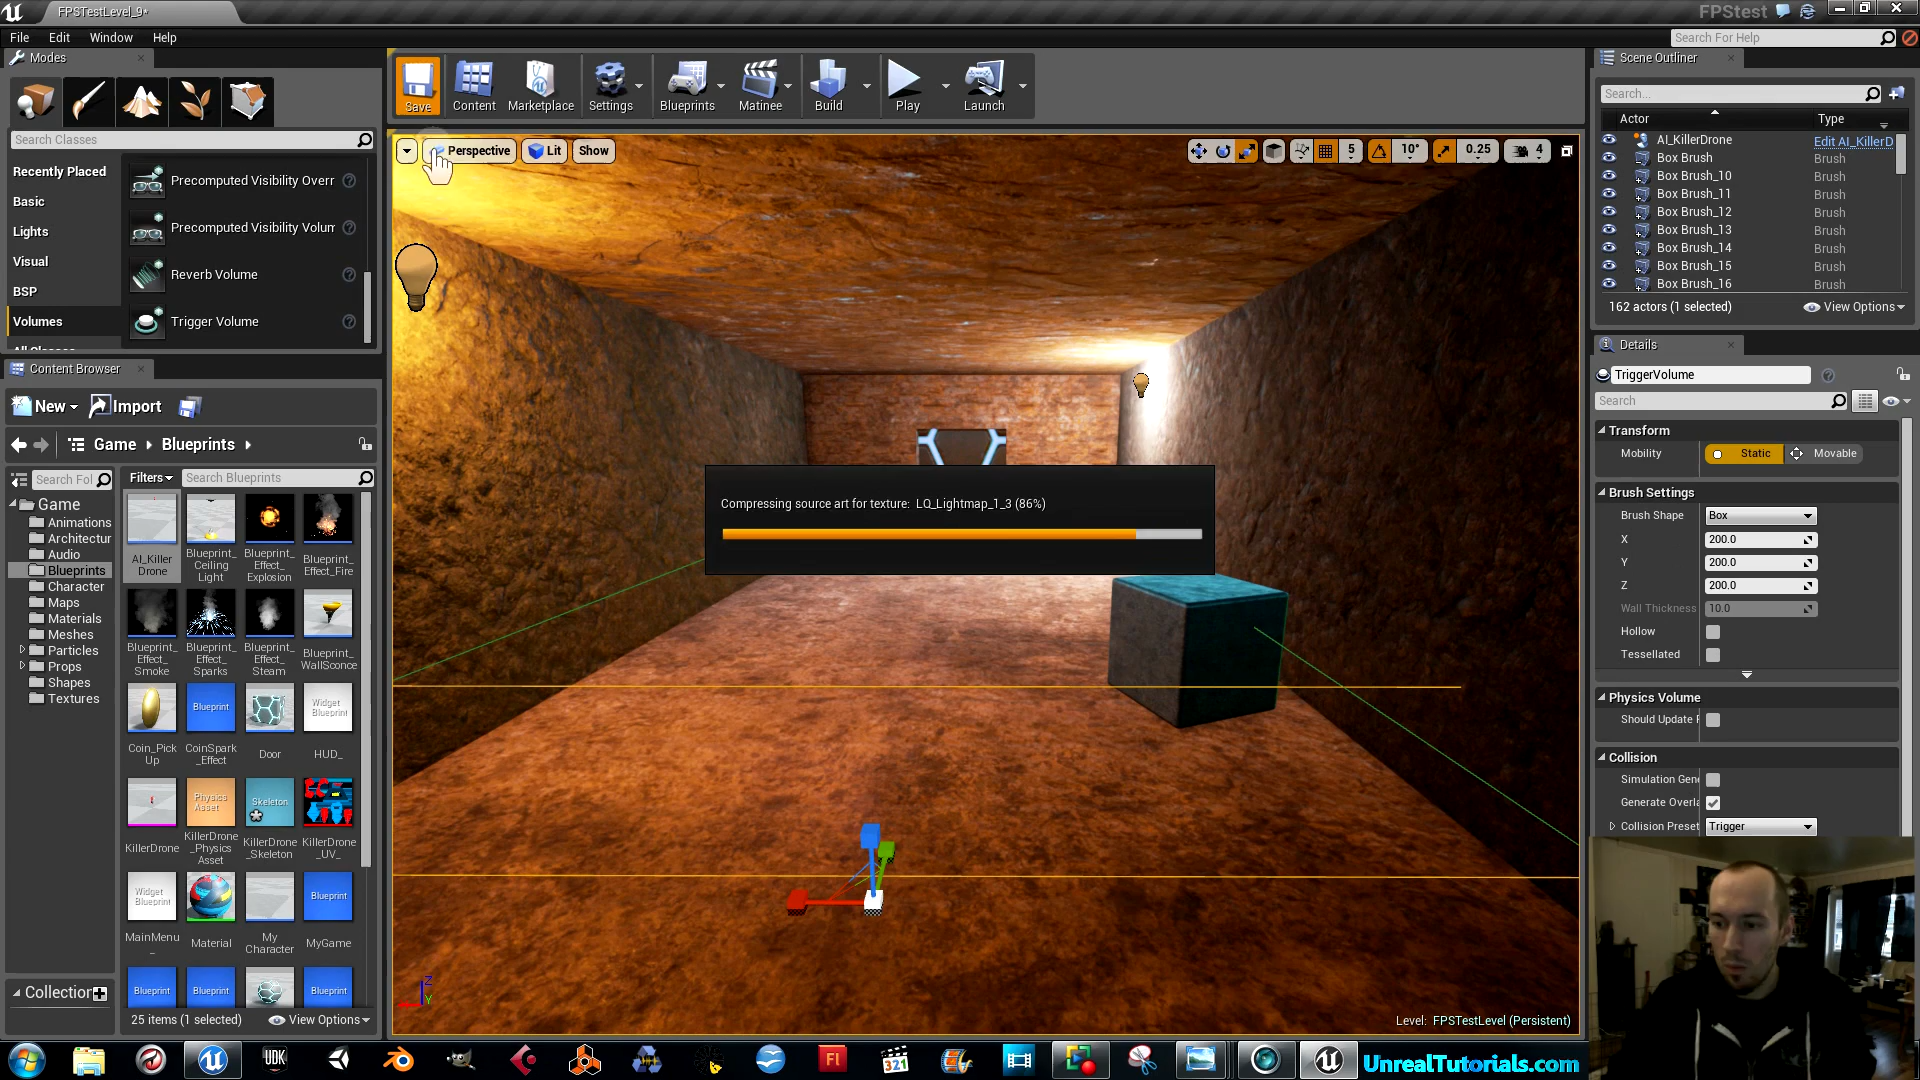 FPSTestLevel_9*
FPStest
File Edit Window Help
Search For Help
Modes
Search Classes
Recently Placed
Basic
Lights
Visual
BSP
Volumes
Precomputed Visibility Overr
Precomputed Visibility Volum
Reverb Volume
Trigger Volume
Save Content Marketplace Settings Blueprints Matinee Build Play Launch
Perspective Lit Show
5 10° 0.25 4
Compressing source art for texture: LQ_Lightmap_1_3 (86%)
Level: FPSTestLevel (Persistent)
Content Browser
New Import
Game Blueprints
Search Fol
Filters Search Blueprints
Game
Animations
Architectur
Audio
Blueprints
Character
Maps
Materials
Meshes
Particles
Props
Shapes
Textures
Collection
AI_Killer
Drone
Blueprint_
Ceiling
Light
Blueprint_
Effect_
Explosion
Blueprint_
Effect_Fire
Blueprint_
Effect_
Smoke
Blueprint_
Effect_
Sparks
Blueprint_
Effect_
Steam
Blueprint_
WallSconce
Blueprint
Widget
Blueprint
Coin_Pick
Up
CoinSpark
_Effect
Door
HUD_
Physics
Asset
Skeleton
KillerDrone
KillerDrone
_Physics
Asset
KillerDrone
_Skeleton
KillerDrone
_UV_
Widget
Blueprint
Blueprint
MainMenu
_
Material
My
Character
MyGame
Blueprint
Blueprint
Blueprint
25 items (1 selected) View Options
Scene Outliner
Search...
Actor Type
AI_KillerDrone Edit AI_KillerD
Box Brush Brush
Box Brush_10 Brush
Box Brush_11 Brush
Box Brush_12 Brush
Box Brush_13 Brush
Box Brush_14 Brush
Box Brush_15 Brush
Box Brush_16 Brush
162 actors (1 selected) View Options
Details
TriggerVolume
Search
Transform
Mobility Static Movable
Brush Settings
Brush Shape Box
X 200.0
Y 200.0
Z 200.0
Wall Thickness 10.0
Hollow
Tessellated
Physics Volume
Should Update F
Collision
Simulation Gene
Generate Overla
Collision Preset Trigger
Z
Y
UDK
Fl
321
UnrealTutorials.com